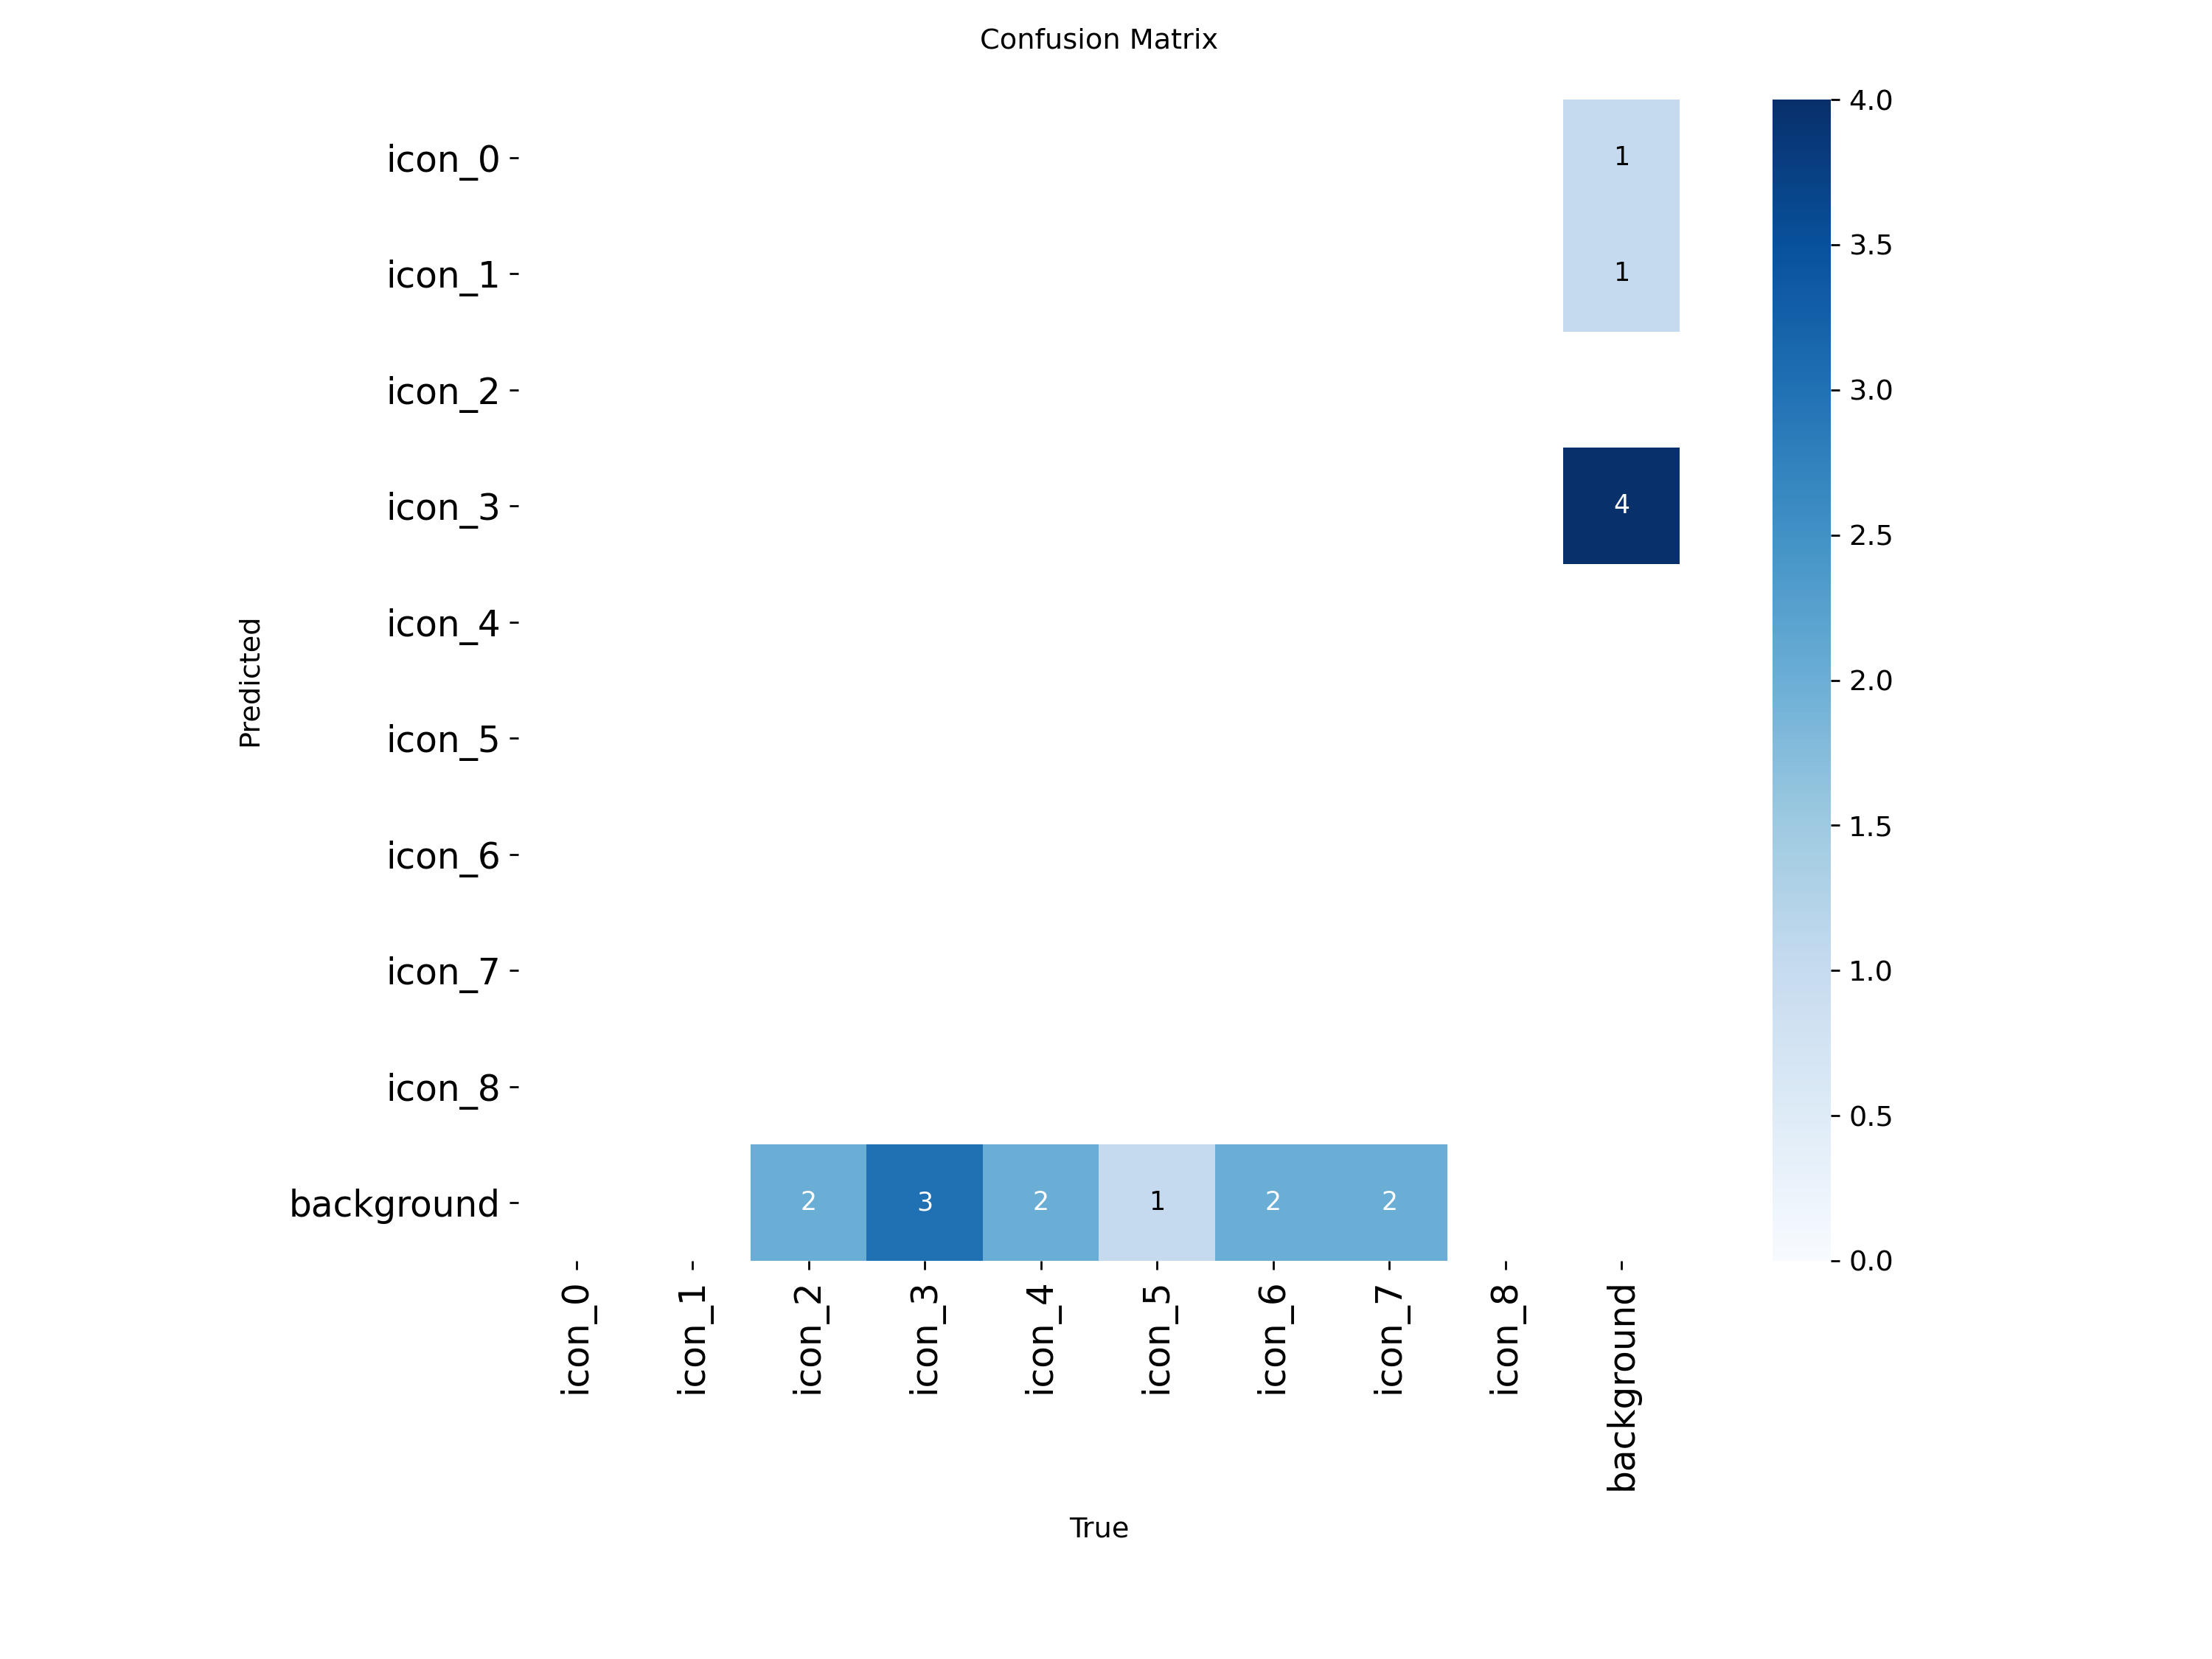 Confusion Matrix
Predicted
icon_0
icon_1
icon_2
icon_3
icon_4
icon_5
icon_6
icon_7
icon_8
background
1
1
4
2 3 2 1 2 2
icon_0
icon_1
icon_2
icon_3
icon_4
icon_5
icon_6
icon_7
icon_8
background
True
4.0
3.5
3.0
2.5
2.0
1.5
1.0
0.5
0.0